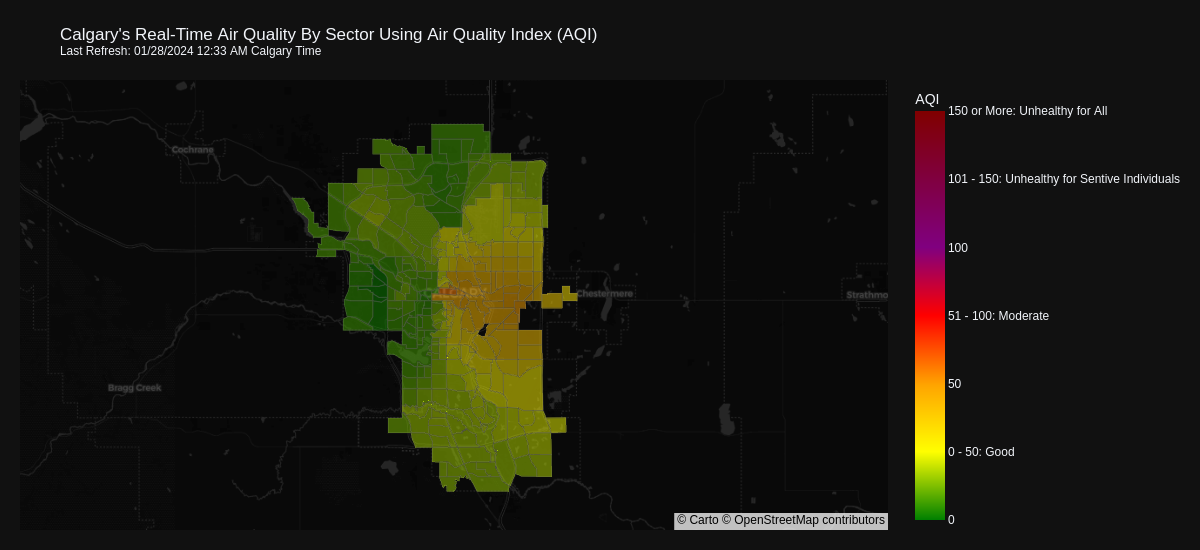 Calgary's Real-Time Air Quality By Sector Using Air Quality Index (AQI)
Last Refresh: 01/28/2024 12:33 AM Calgary Time
AQI
150 or More: Unhealthy for All
Cochrane
101 - 150: Unhealthy for Sentive Individuals
100
CALGARY
Chestermere
Strathmo
51 - 100: Moderate
50
Bragg Creek
0 - 50: Good
0
© Carto © OpenStreetMap contributors